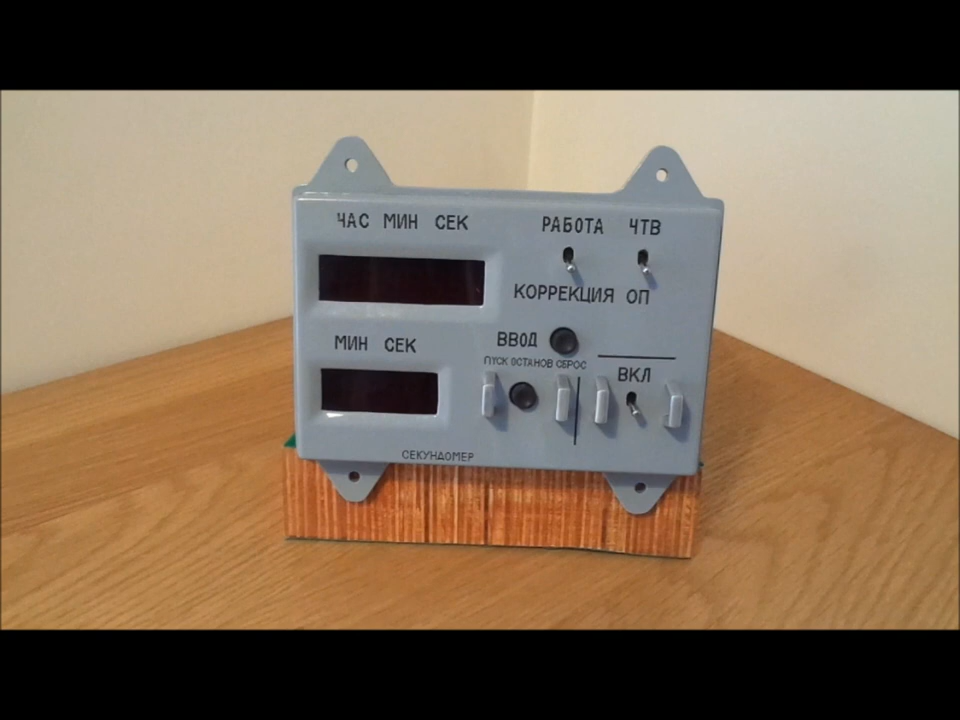 ЧАС МИН СЕК
РАБОТА ЧТВ
КОРРЕКЦИЯ ОП
ВВОД
МИН СЕК
ПУСК ОСТАНОВ СБРОС
ВКЛ
СЕКУНДОМЕР